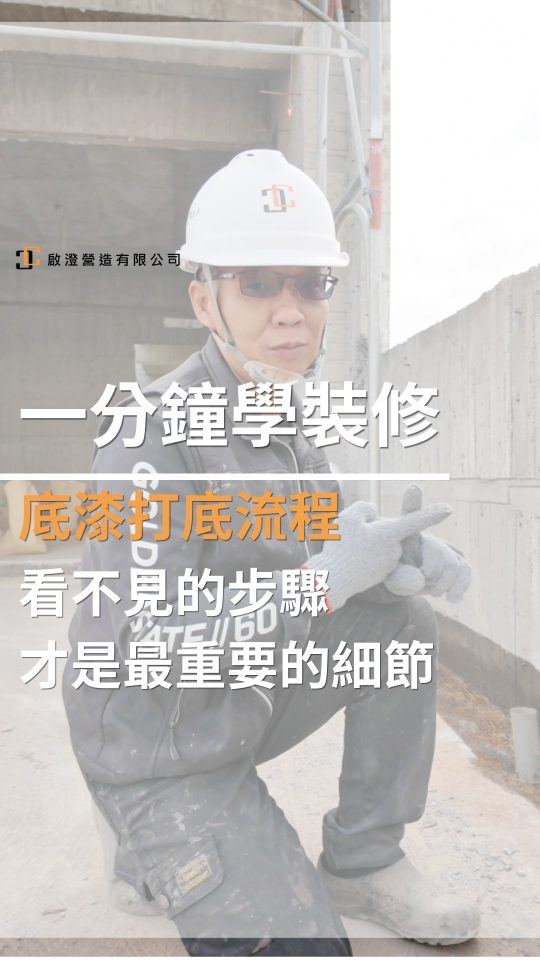 啟澄營造有限公司
一分鐘學裝修
底漆打底流程
看不見的步驟
才是最重要的細節